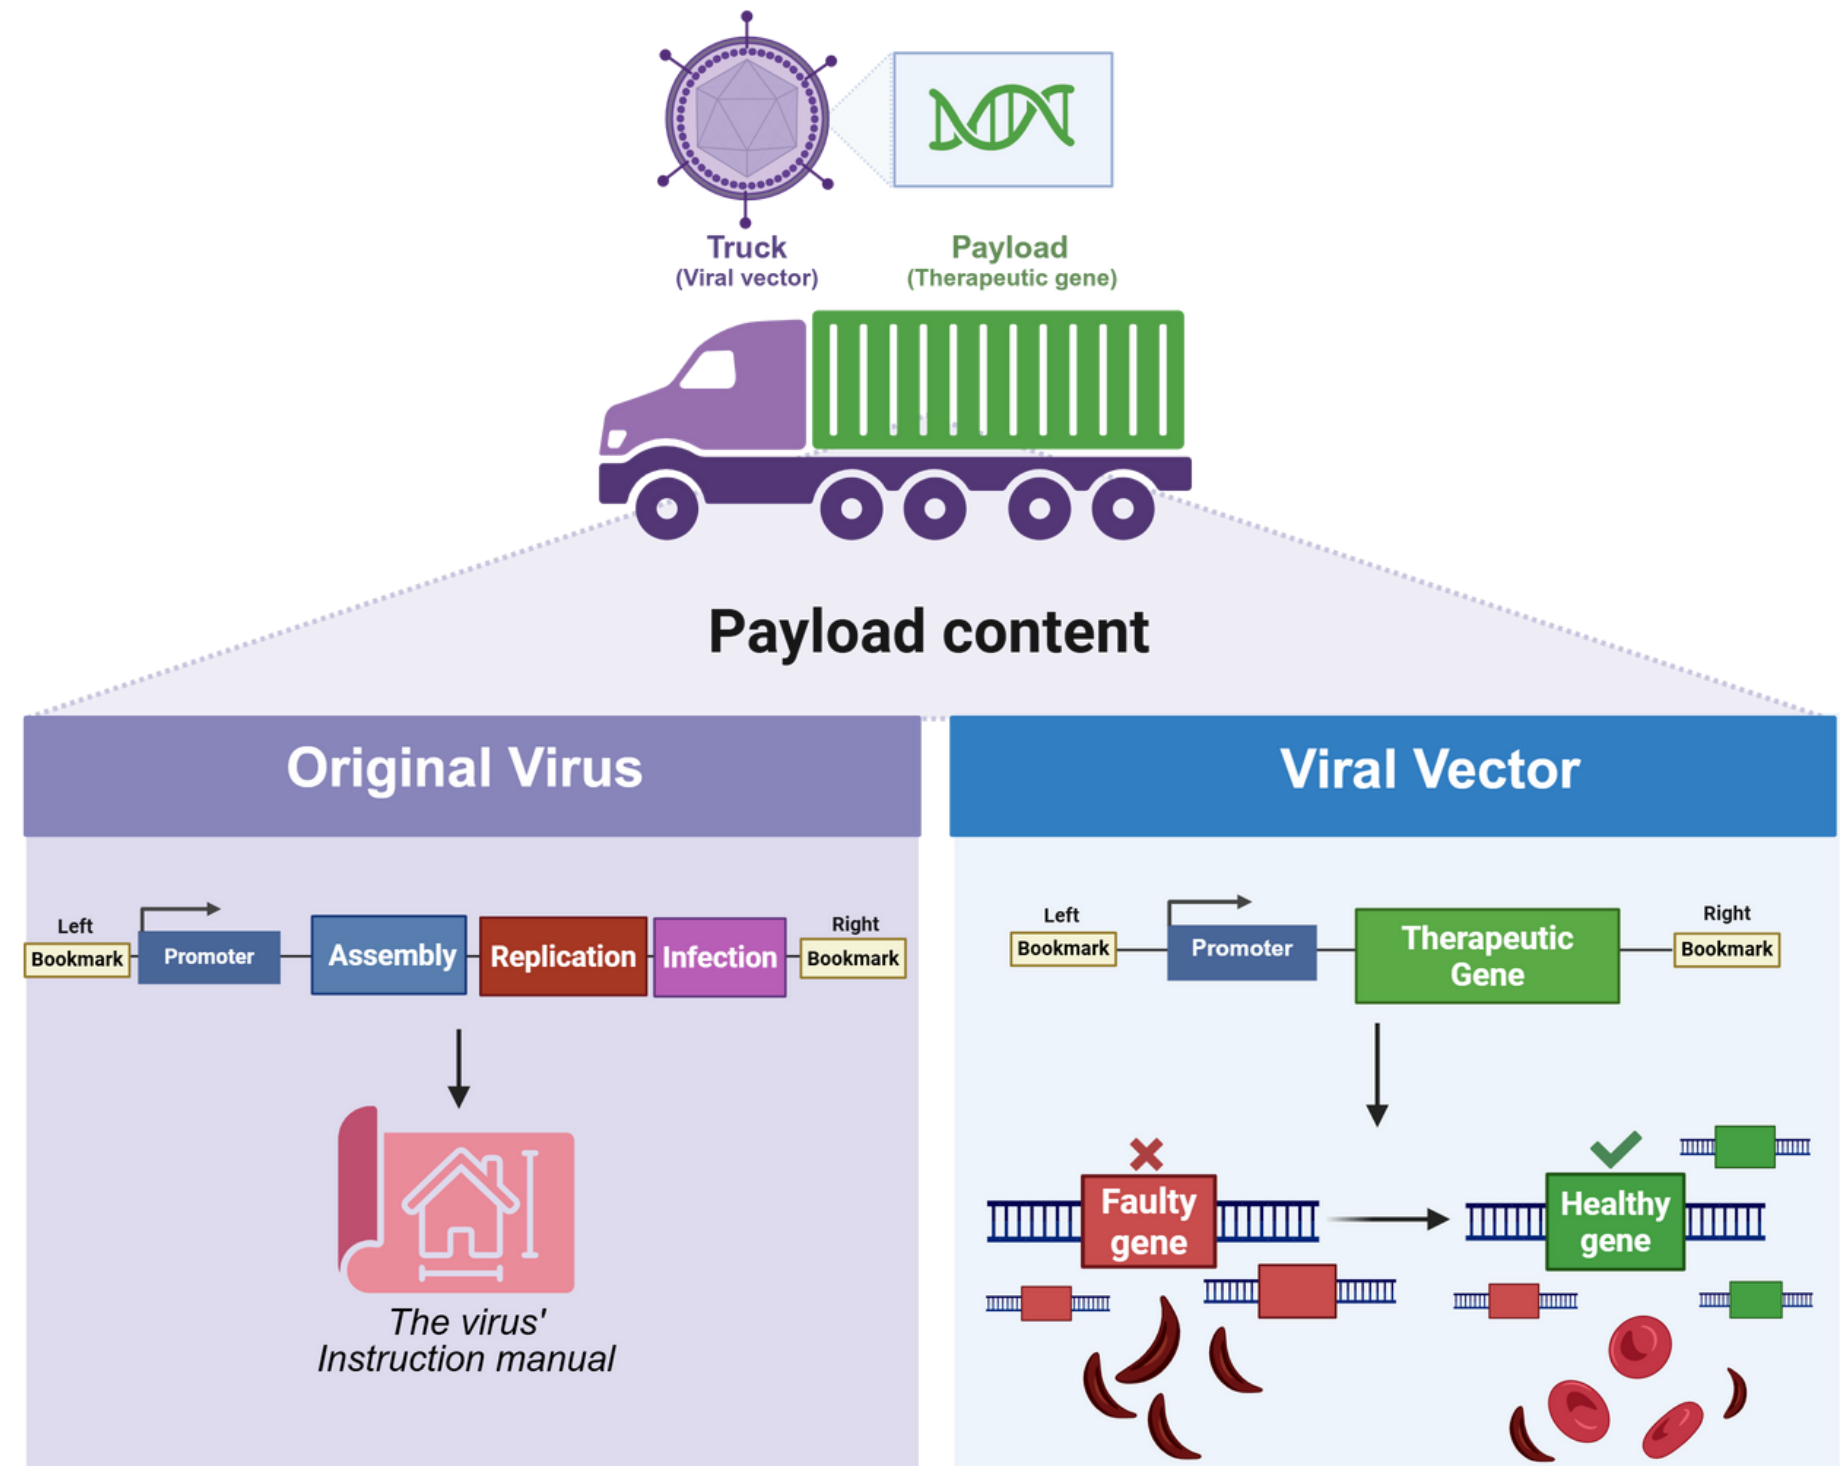 Truck
(Viral vector)
Payload
(Therapeutic gene)
Payload content
Original Virus
Left
Bookmark
Promoter
Assembly
Replication
Infection
Right
Bookmark
The virus'
Instruction manual
Viral Vector
Left
Bookmark
Promoter
Therapeutic
Gene
Right
Bookmark
Faulty
gene
Healthy
gene